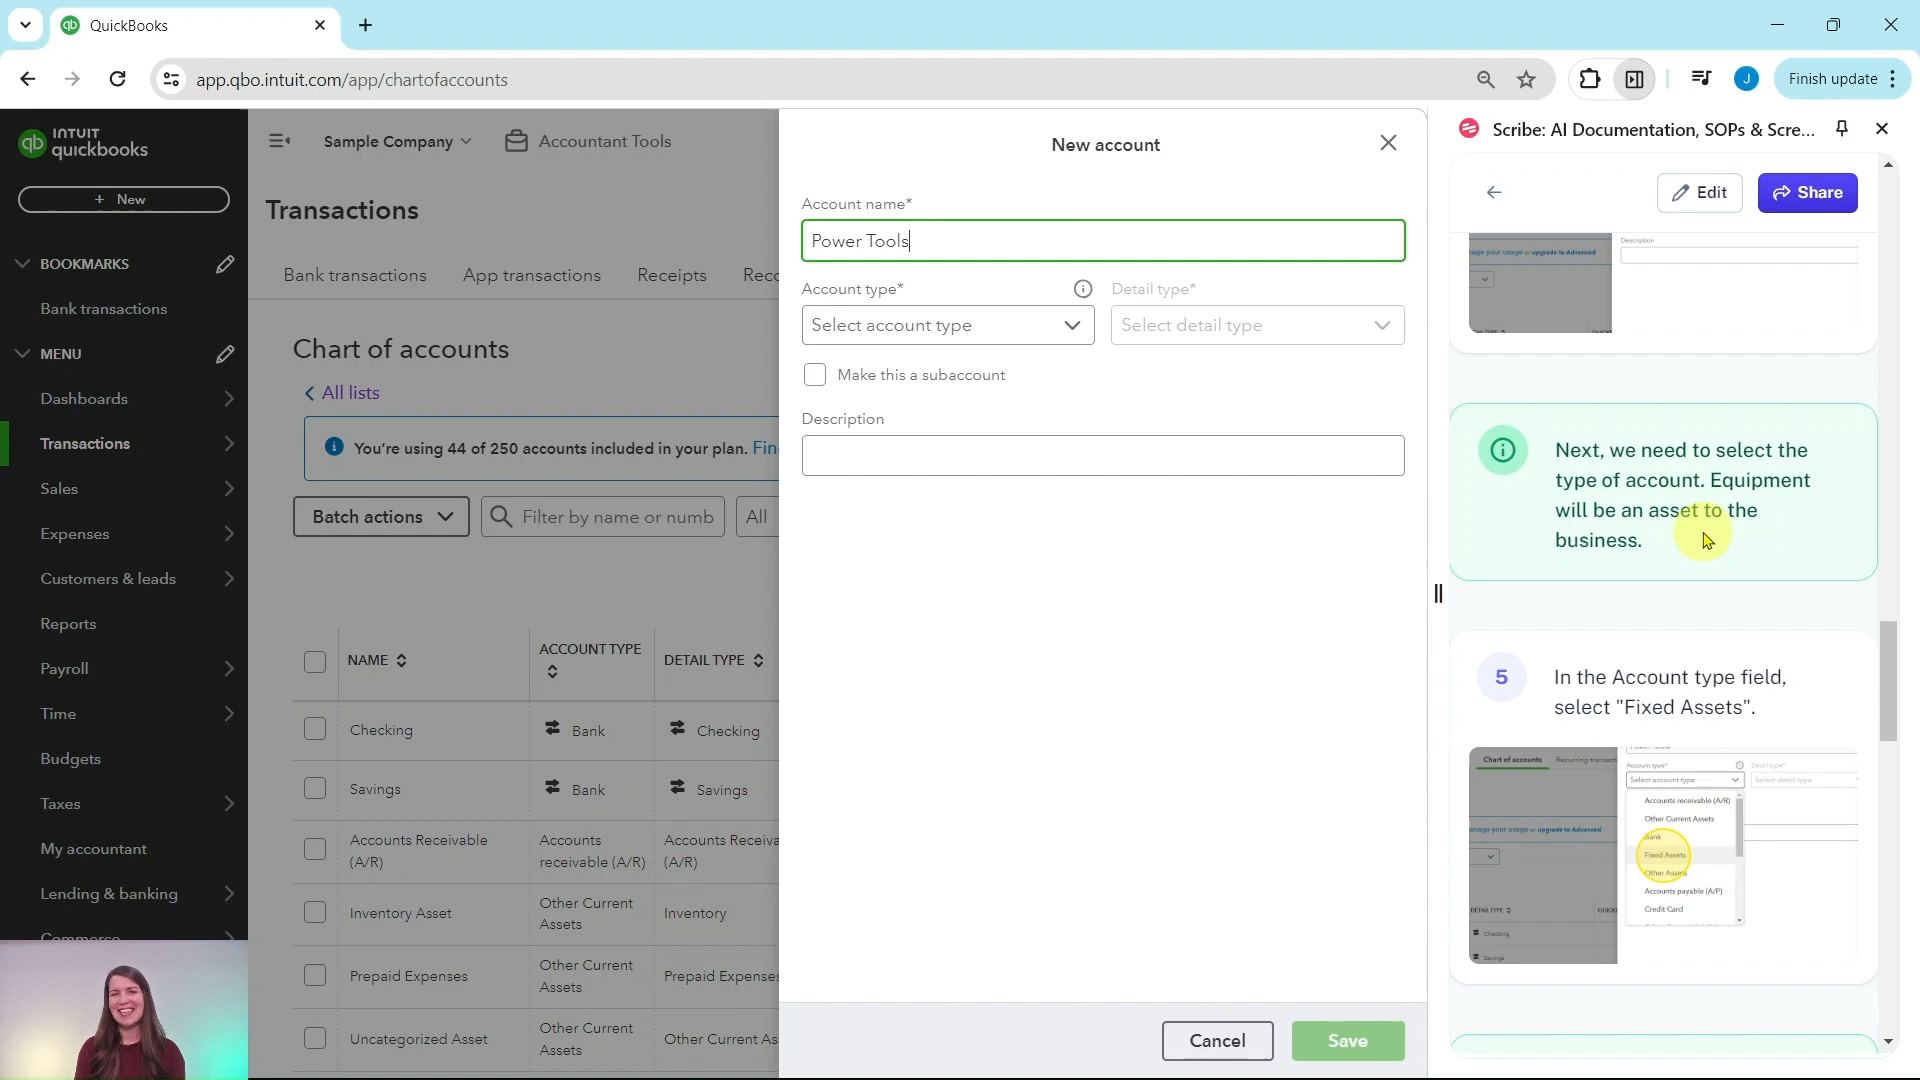 QuickBooks
app.qbo.intuit.com/app/chartofaccounts
Finish update
INTUIT
quickbooks
+ New
BOOKMARKS
Bank transactions
MENU
Dashboards
Transactions
Sales
Expenses
Customers & leads
Reports
Payroll
Time
Budgets
Taxes
My accountant
Lending & banking
Commerce
Sample Company
Accountant Tools
Transactions
Bank transactions App transactions Receipts
Chart of accounts
All lists
You're using 44 of 250 accounts included in your plan.
Batch actions
Filter by name or numb
All
NAME ACCOUNT TYPE DETAIL TYPE
Checking Bank Checking
Savings Bank Savings
Accounts Receivable (A/R) Accounts receivable (A/R) Accounts Receiva (A/R)
Inventory Asset Other Current Assets Inventory
Prepaid Expenses Other Current Assets Prepaid Expenses
Uncategorized Asset Other Current Assets Other Current As
New account
Account name*
Power Tools
Account type* Detail type*
Select account type Select detail type
Make this a subaccount
Description
Cancel Save
Scribe: AI Documentation, SOPs & Scre...
Edit Share
Description
nage your usage or upgrade to Advanced
Next, we need to select the
type of account. Equipment
will be an asset to the
business.
5
In the Account type field,
select "Fixed Assets".
Chart of accounts
Account type* Detail type*
Select account type Select detail type
Accounts receivable (A/R)
Other Current Assets
Bank
nage your usage or upgrade to Advanced
Fixed Assets
Other Assets
Accounts payable (A/P)
Credit Card
DETAIL TYPE
Checking
Savings
J